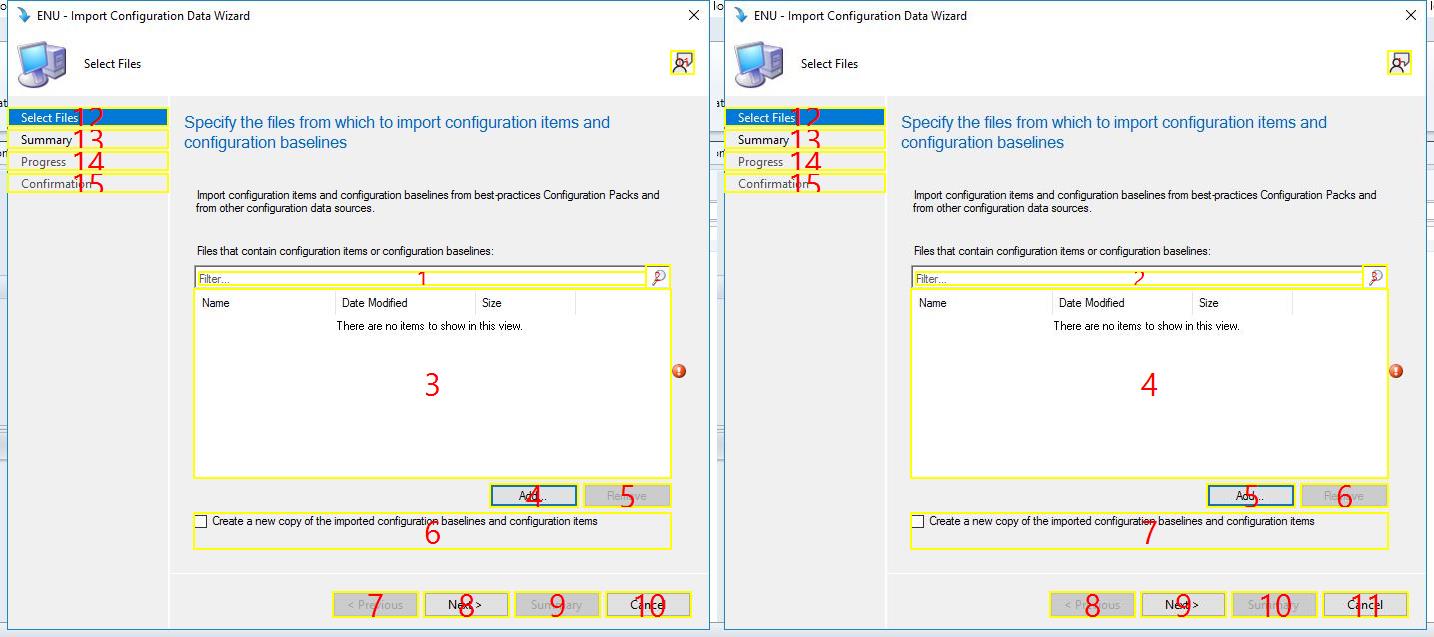 ENU - Import Configuration Data Wizard
Select Files
Select Files 12
Summary 13
Progress 14
Confirmation 15
Specify the files from which to import configuration items and
configuration baselines
Import configuration items and configuration baselines from best-practices Configuration Packs and
from other configuration data sources.
Files that contain configuration items or configuration baselines:
Filter... 1 2
Name Date Modified Size
There are no items to show in this view.
3
Add... 4 Remove 5
Create a new copy of the imported configuration baselines and configuration items
6
< Previous 7 Next > 8 Summary 9 Cancel 10
ENU - Import Configuration Data Wizard
Select Files
Select Files 12
Summary 13
Progress 14
Confirmation 15
Specify the files from which to import configuration items and
configuration baselines
Import configuration items and configuration baselines from best-practices Configuration Packs and
from other configuration data sources.
Files that contain configuration items or configuration baselines:
Filter... 2 3
Name Date Modified Size
There are no items to show in this view.
4
Add... 5 Remove 6
Create a new copy of the imported configuration baselines and configuration items
7
< Previous 8 Next > 9 Summary 10 Cancel 11